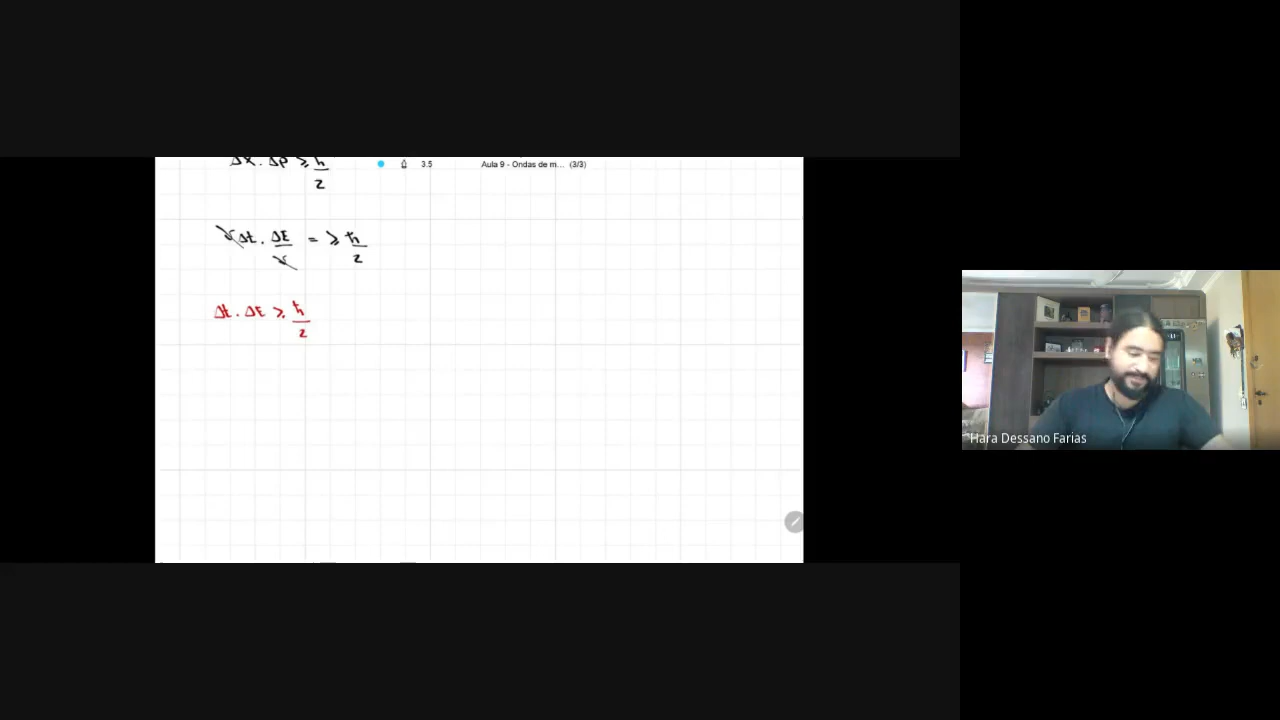 Δx . Δp ≥ ħ/2
3.5 Aula 9 - Ondas de m... (3/3)
vΔt . ΔE/v = ≥ ħ/2
Δt . ΔE ≥ ħ/2
Hara Dessano Farias